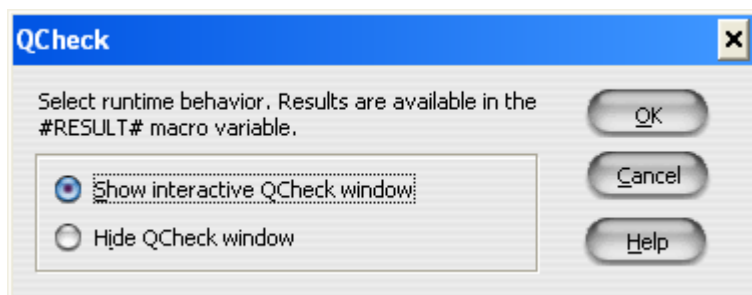 QCheck
Select runtime behavior. Results are available in the
#RESULT# macro variable.
Show interactive QCheck window
Hide QCheck window
OK
Cancel
Help